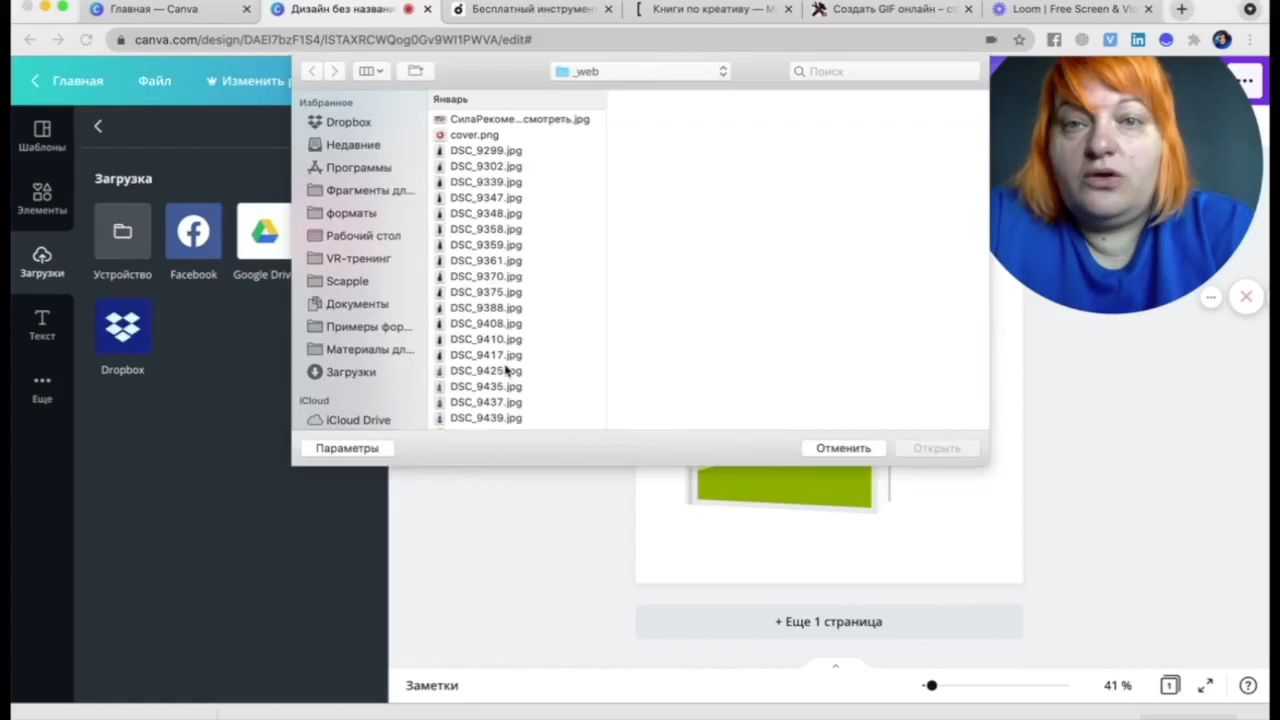 Главная — Canva
Дизайн без названи
Бесплатный инструмент
Книги по креативу — М
Создать GIF онлайн – со
Loom | Free Screen & Vi
canva.com/design/DAEI7bzF1S4/ISTAXRCWQog0Gv9WI1PWVA/edit#
Главная
Файл
Изменить р
_web
Поиск
Шаблоны
Элементы
Загрузки
Текст
Еще
Загрузка
Устройство
Facebook
Google Driv
Dropbox
Избранное
Dropbox
Недавние
Программы
Фрагменты дл...
форматы
Рабочий стол
VR-тренинг
Scapple
Документы
Примеры фор...
Материалы дл...
Загрузки
iCloud
iCloud Drive
Январь
СилаРекоме...смотреть.jpg
cover.png
DSC_9299.jpg
DSC_9302.jpg
DSC_9339.jpg
DSC_9347.jpg
DSC_9348.jpg
DSC_9358.jpg
DSC_9359.jpg
DSC_9361.jpg
DSC_9370.jpg
DSC_9375.jpg
DSC_9388.jpg
DSC_9408.jpg
DSC_9410.jpg
DSC_9417.jpg
DSC_9425.jpg
DSC_9435.jpg
DSC_9437.jpg
DSC_9439.jpg
Параметры
Отменить
Открыть
+ Еще 1 страница
Заметки
41 %
1